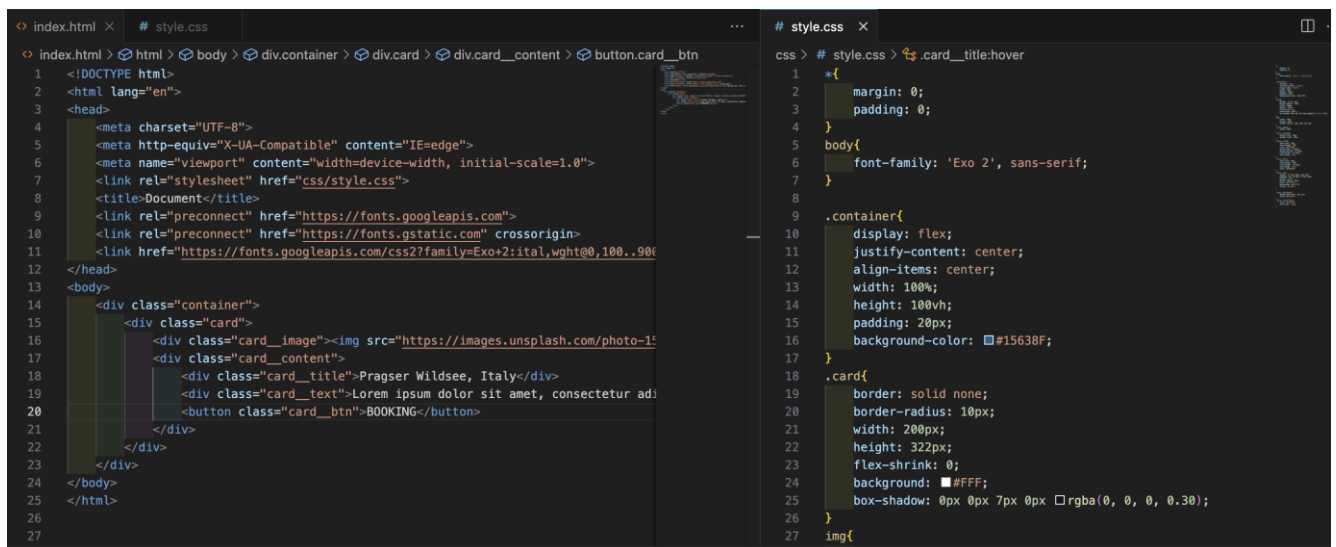 index.html ×
# style.css
···
index.html > html > body > div.container > div.card > div.card__content > button.card__btn
1 <!DOCTYPE html>
2 <html lang="en">
3 <head>
4 <meta charset="UTF-8">
5 <meta http-equiv="X-UA-Compatible" content="IE=edge">
6 <meta name="viewport" content="width=device-width, initial-scale=1.0">
7 <link rel="stylesheet" href="css/style.css">
8 <title>Document</title>
9 <link rel="preconnect" href="https://fonts.googleapis.com">
10 <link rel="preconnect" href="https://fonts.gstatic.com" crossorigin>
11 <link href="https://fonts.googleapis.com/css2?family=Exo+2:ital,wght@0,100..900
12 </head>
13 <body>
14 <div class="container">
15 <div class="card">
16 <div class="card__image"><img src="https://images.unsplash.com/photo-15
17 <div class="card__content">
18 <div class="card__title">Pragser Wildsee, Italy</div>
19 <div class="card__text">Lorem ipsum dolor sit amet, consectetur adi
20 <button class="card__btn">BOOKING</button>
21 </div>
22 </div>
23 </div>
24 </body>
25 </html>
26
27
# style.css ×
css > # style.css > .card__title:hover
1 *{
2 margin: 0;
3 padding: 0;
4 }
5 body{
6 font-family: 'Exo 2', sans-serif;
7 }
8
9 .container{
10 display: flex;
11 justify-content: center;
12 align-items: center;
13 width: 100%;
14 height: 100vh;
15 padding: 20px;
16 background-color: #15638F;
17 }
18 .card{
19 border: solid none;
20 border-radius: 10px;
21 width: 200px;
22 height: 322px;
23 flex-shrink: 0;
24 background: #FFF;
25 box-shadow: 0px 0px 7px 0px rgba(0, 0, 0, 0.30);
26 }
27 img{